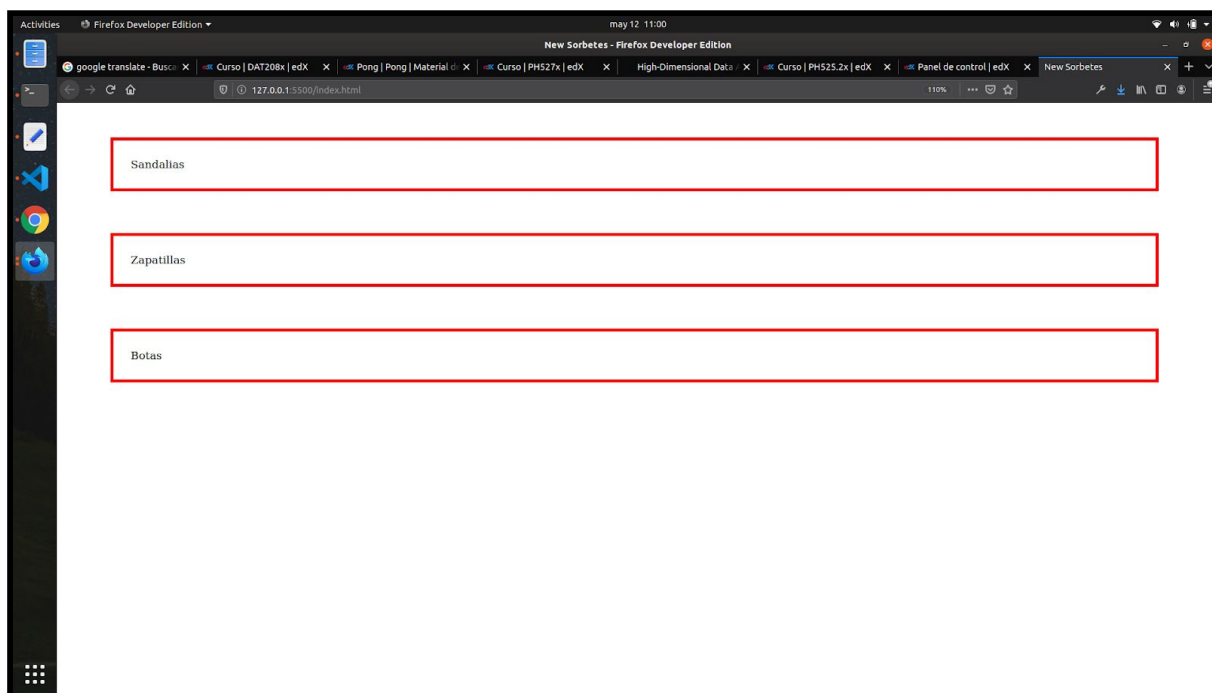 Activities Firefox Developer Edition may 12 11:00
New Sorbetes - Firefox Developer Edition
google translate - Busca Curso | DAT208x | edX Pong | Pong | Material d Curso | PH527x | edX High-Dimensional Data / Curso | PH525.2x | edX Panel de control | edX New Sorbetes
127.0.0.1:5500/index.html 110%
Sandalias
Zapatillas
Botas